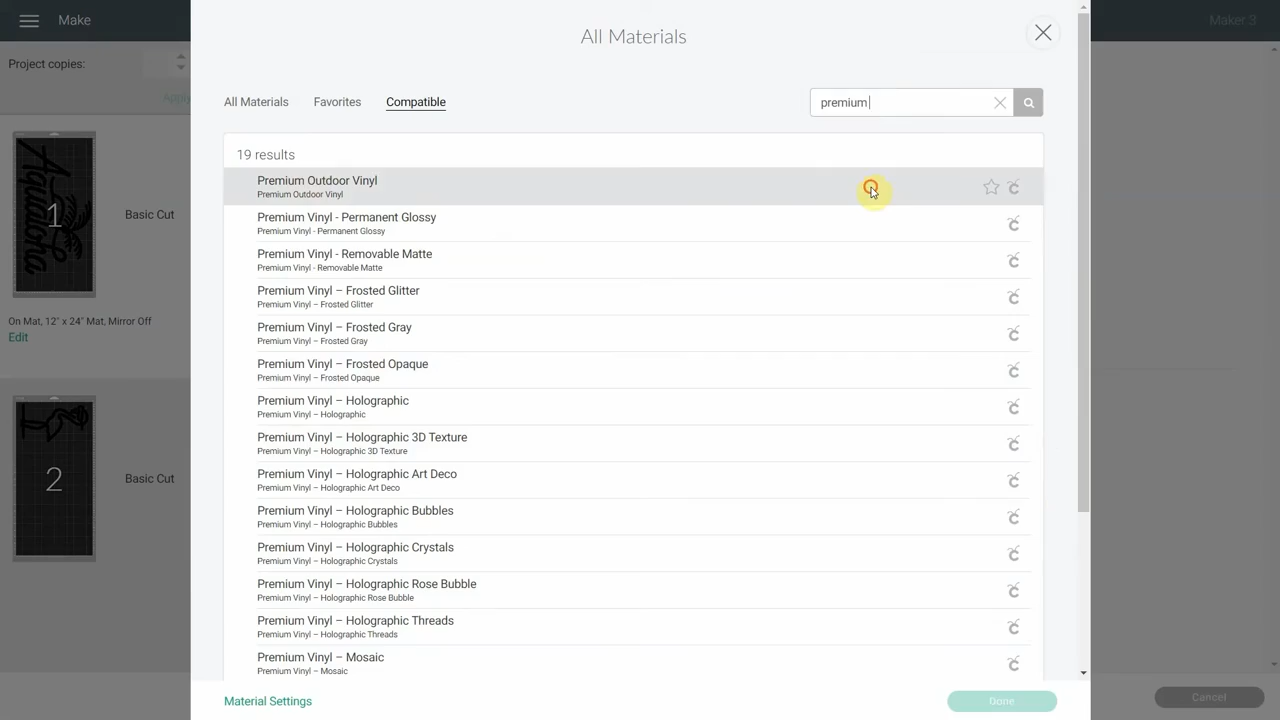 Make
Maker 3
Project copies:
Apply
Aqualoha
1
Basic Cut
On Mat, 12" x 24" Mat, Mirror Off
Edit
2
Basic Cut
All Materials
All Materials
Favorites
Compatible
premium
19 results
Premium Outdoor Vinyl
Premium Outdoor Vinyl
Premium Vinyl - Permanent Glossy
Premium Vinyl - Permanent Glossy
Premium Vinyl - Removable Matte
Premium Vinyl - Removable Matte
Premium Vinyl – Frosted Glitter
Premium Vinyl – Frosted Glitter
Premium Vinyl – Frosted Gray
Premium Vinyl – Frosted Gray
Premium Vinyl – Frosted Opaque
Premium Vinyl – Frosted Opaque
Premium Vinyl – Holographic
Premium Vinyl – Holographic
Premium Vinyl – Holographic 3D Texture
Premium Vinyl – Holographic 3D Texture
Premium Vinyl – Holographic Art Deco
Premium Vinyl – Holographic Art Deco
Premium Vinyl – Holographic Bubbles
Premium Vinyl – Holographic Bubbles
Premium Vinyl – Holographic Crystals
Premium Vinyl – Holographic Crystals
Premium Vinyl – Holographic Rose Bubble
Premium Vinyl – Holographic Rose Bubble
Premium Vinyl – Holographic Threads
Premium Vinyl – Holographic Threads
Premium Vinyl – Mosaic
Premium Vinyl – Mosaic
Material Settings
Done
Cancel